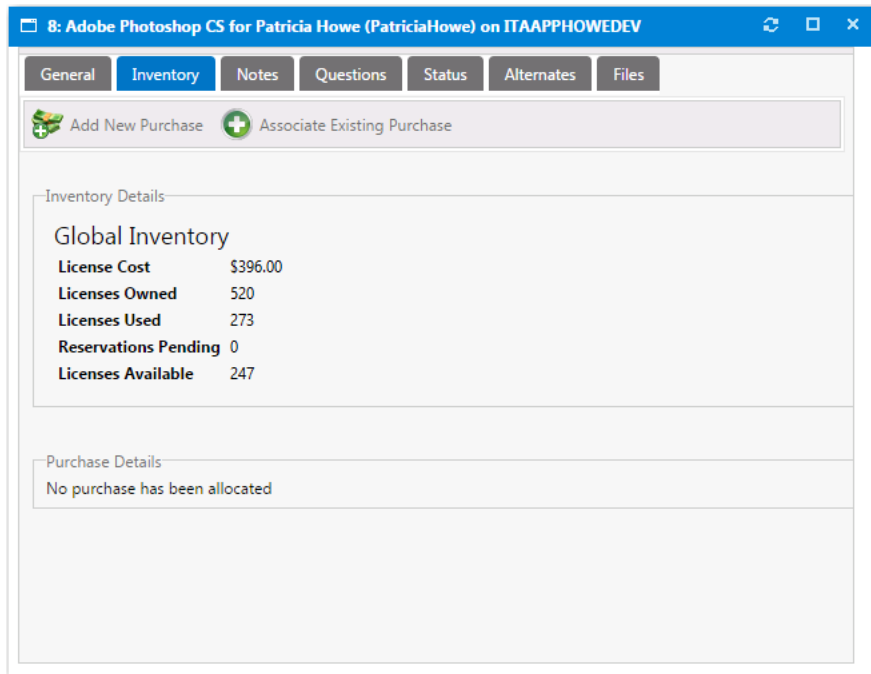 8: Adobe Photoshop CS for Patricia Howe (PatriciaHowe) on ITAAPPHOWEDEV
General Inventory Notes Questions Status Alternates Files
Add New Purchase Associate Existing Purchase
Inventory Details
Global Inventory
License Cost $396.00
Licenses Owned 520
Licenses Used 273
Reservations Pending 0
Licenses Available 247
Purchase Details
No purchase has been allocated